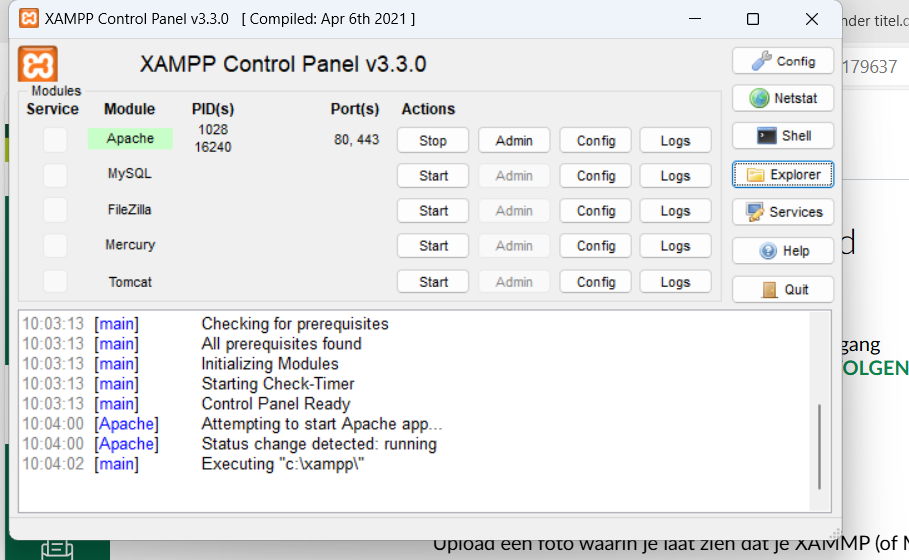 XAMPP Control Panel v3.3.0 [ Compiled: Apr 6th 2021 ]
nder titel.d
XAMPP Control Panel v3.3.0
Config
179637
Modules
Service Module PID(s) Port(s) Actions
Netstat
Apache 1028 16240 80, 443 Stop Admin Config Logs
Shell
MySQL Start Admin Config Logs
Explorer
FileZilla Start Admin Config Logs
Services
Mercury Start Admin Config Logs
Help
d
Tomcat Start Admin Config Logs
Quit
10:03:13 [main] Checking for prerequisites
10:03:13 [main] All prerequisites found
10:03:13 [main] Initializing Modules
10:03:13 [main] Starting Check-Timer
10:03:13 [main] Control Panel Ready
10:04:00 [Apache] Attempting to start Apache app...
10:04:00 [Apache] Status change detected: running
10:04:02 [main] Executing "c:\xampp\"
gang
OLGEN
Upload een foto waarin je laat zien dat je XAMMP (of